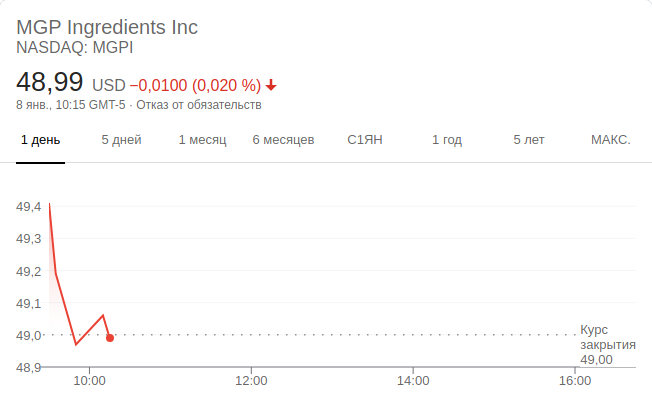 MGP Ingredients Inc
NASDAQ: MGPI
48,99 USD −0,0100 (0,020 %)
8 янв., 10:15 GMT-5 · Отказ от обязательств
1 день 5 дней 1 месяц 6 месяцев С1ЯН 1 год 5 лет МАКС.
49,4
49,3
49,2
49,1
49,0
48,9
Курс
закрытия
49,00
10:00 12:00 14:00 16:00